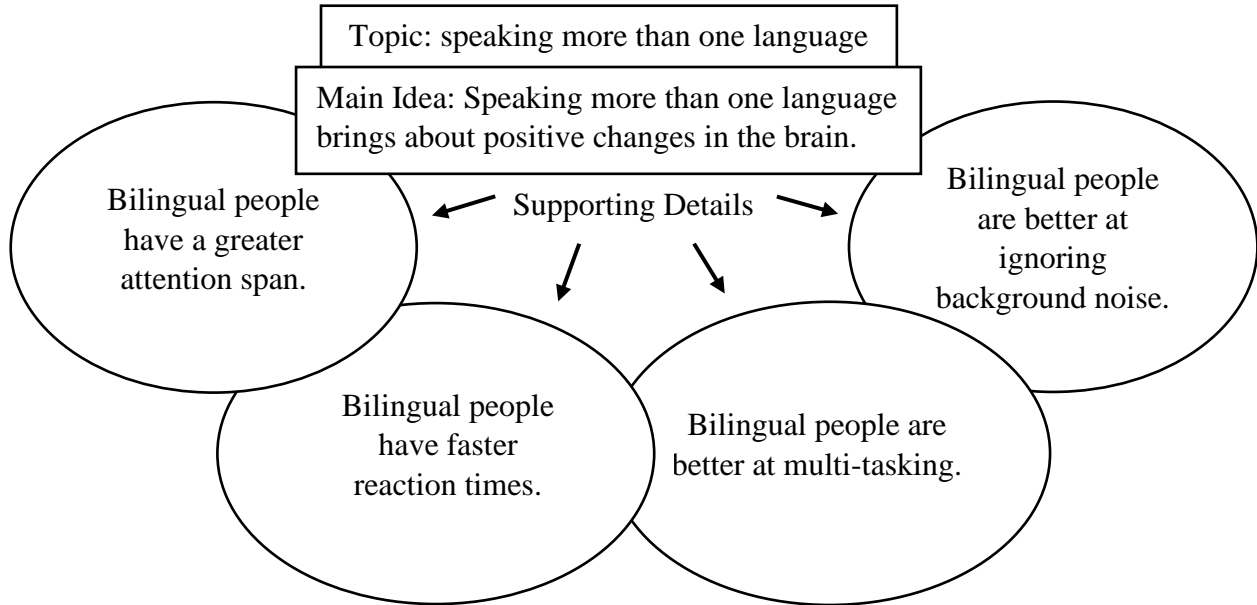 Topic: speaking more than one language
Main Idea: Speaking more than one language
brings about positive changes in the brain.
Supporting Details
Bilingual people
have a greater
attention span.
Bilingual people
have faster
reaction times.
Bilingual people are
better at multi-tasking.
Bilingual people
are better at
ignoring
background noise.